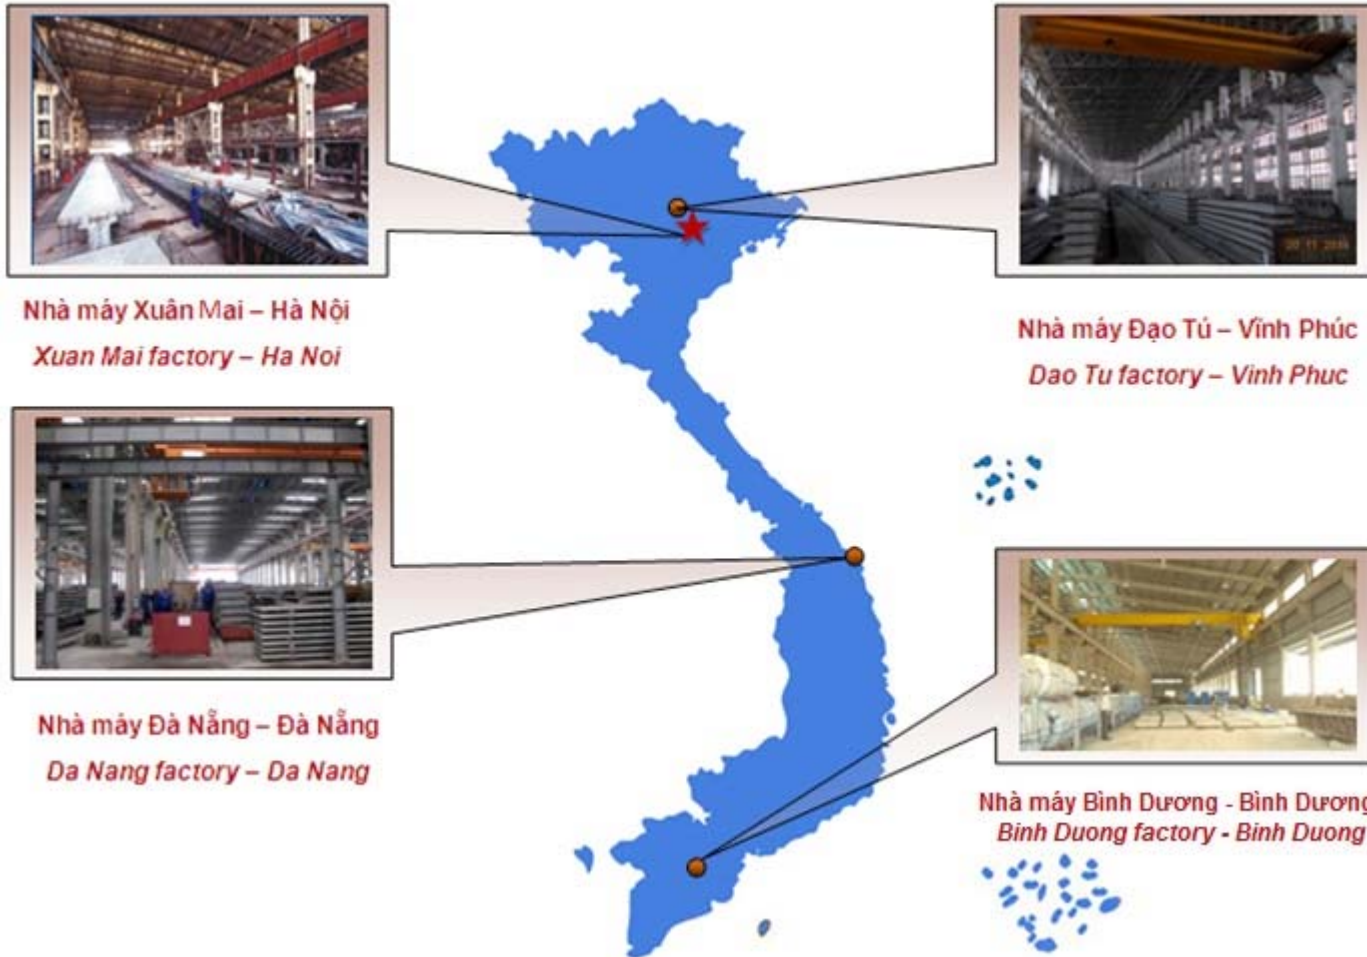 Nhà máy Xuân Mai – Hà Nội
Xuan Mai factory – Ha Noi
Nhà máy Đạo Tú – Vĩnh Phúc
Dao Tu factory – Vinh Phuc
Nhà máy Đà Nẵng – Đà Nẵng
Da Nang factory – Da Nang
Nhà máy Bình Dương - Bình Dương
Binh Duong factory - Binh Duong